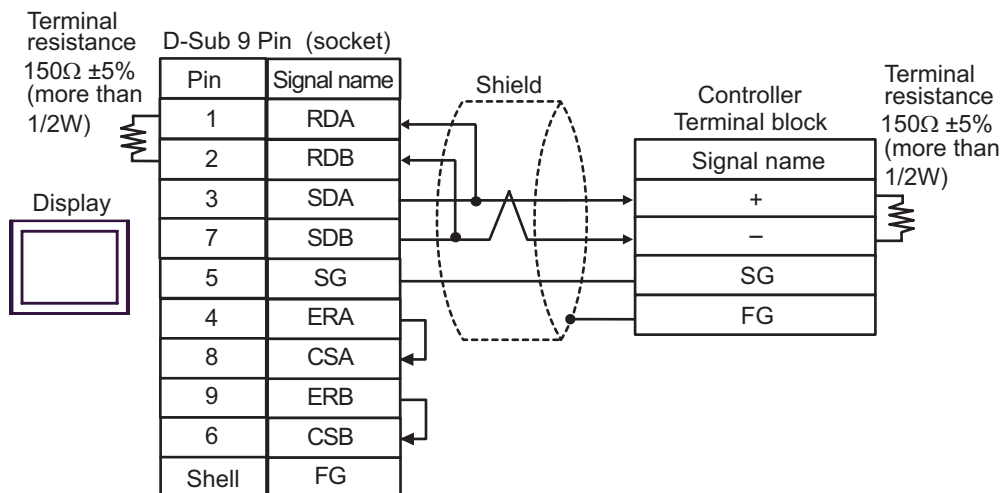 Terminal
resistance
150Ω ±5%
(more than
1/2W)
D-Sub 9 Pin (socket)
Pin Signal name
1 RDA
2 RDB
3 SDA
7 SDB
5 SG
4 ERA
8 CSA
9 ERB
6 CSB
Shell FG
Display
Shield
Controller
Terminal block
Signal name
+
–
SG
FG
Terminal
resistance
150Ω ±5%
(more than
1/2W)